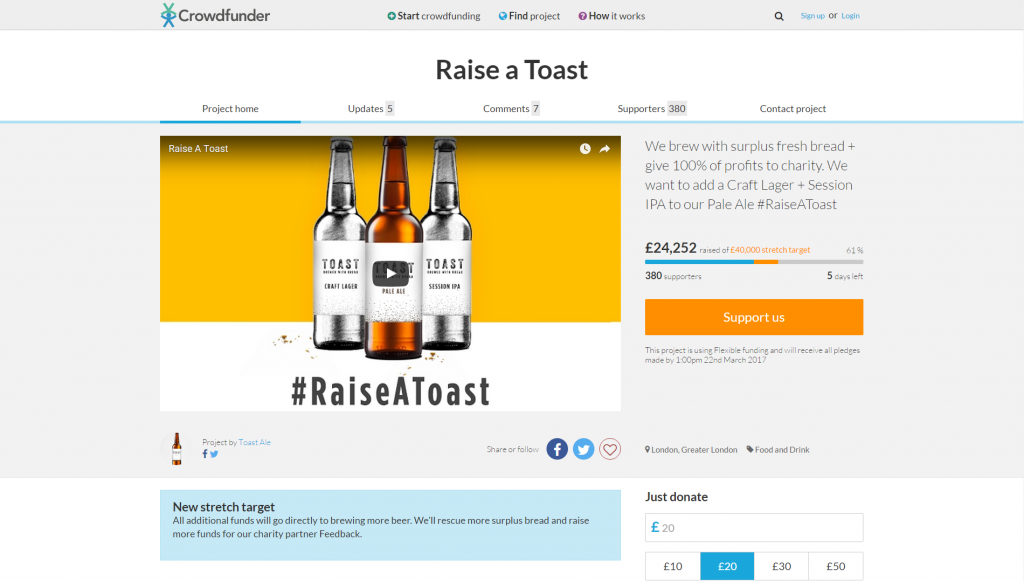 Crowdfunder
Start crowdfunding
Find project
How it works
Sign up or Login
Raise a Toast
Project home
Updates 5
Comments 7
Supporters 380
Contact project
Raise A Toast
TOAST
BREWED WITH BREAD
CRAFT LAGER
TOAST
PALE ALE
TOAST
BREWED WITH BREAD
SESSION IPA
#RaiseAToast
We brew with surplus fresh bread +
give 100% of profits to charity. We
want to add a Craft Lager + Session
IPA to our Pale Ale #RaiseAToast
£24,252 raised of £40,000 stretch target 61%
380 supporters 5 days left
Support us
This project is using Flexible funding and will receive all pledges
made by 1:00pm 22nd March 2017
Project by Toast Ale
Share or follow
London, Greater London Food and Drink
New stretch target
All additional funds will go directly to brewing more beer. We'll rescue more surplus bread and raise
more funds for our charity partner Feedback.
Just donate
£ 20
£10 £20 £30 £50